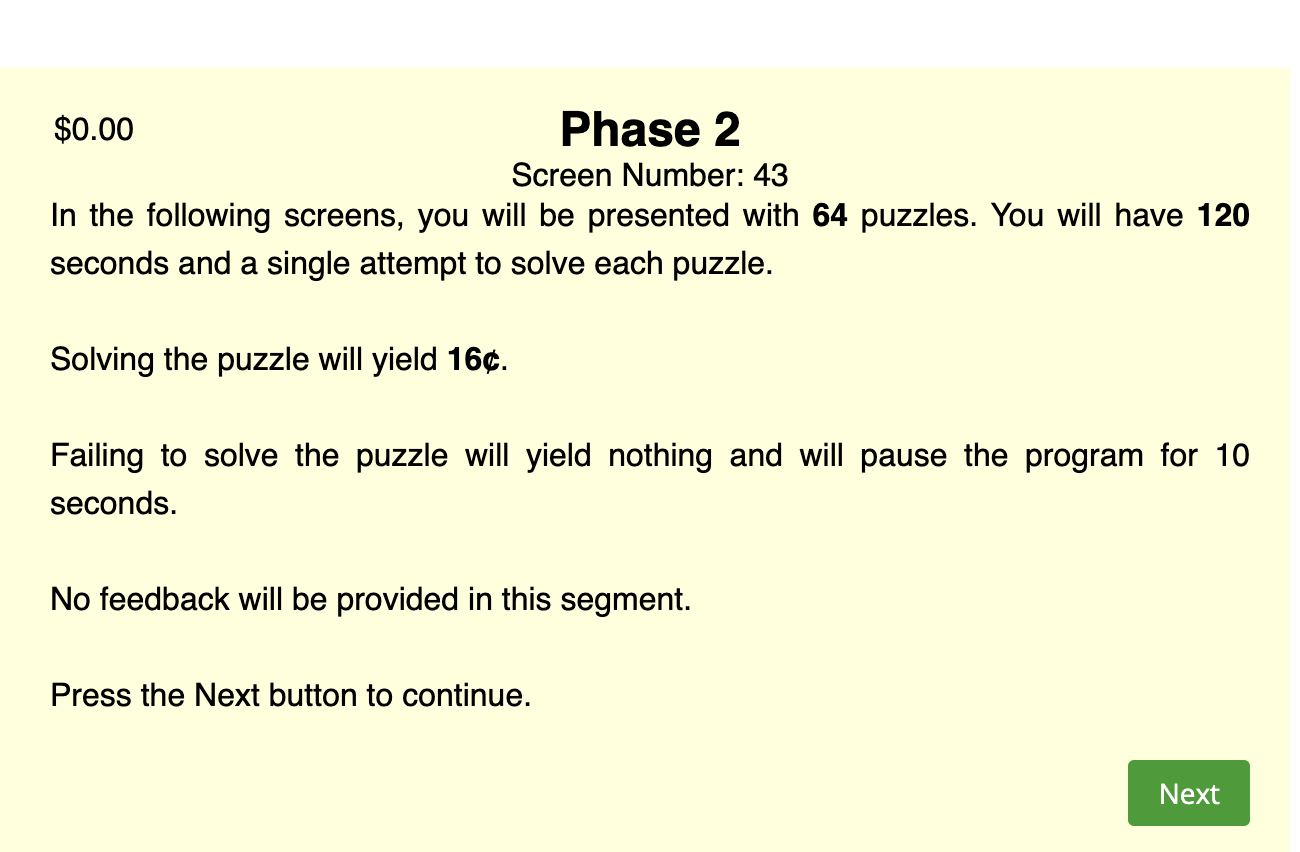 $0.00
Phase 2
Screen Number: 43
In the following screens, you will be presented with 64 puzzles. You will have 120
seconds and a single attempt to solve each puzzle.
Solving the puzzle will yield 16¢.
Failing to solve the puzzle will yield nothing and will pause the program for 10
seconds.
No feedback will be provided in this segment.
Press the Next button to continue.
Next